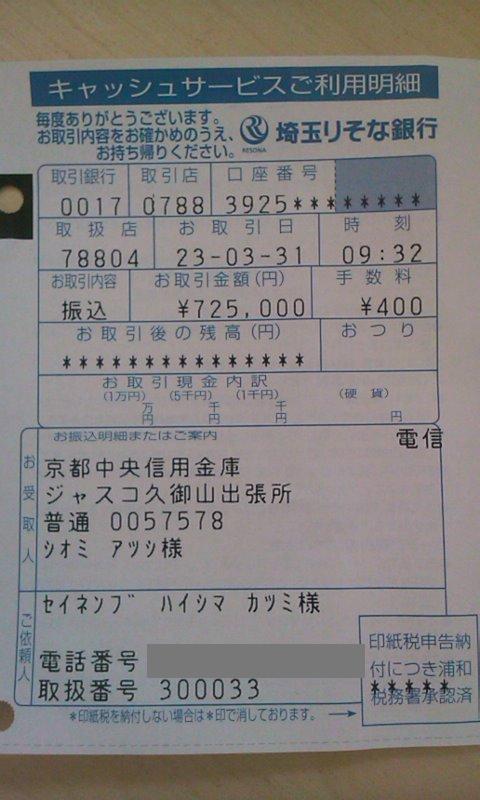 キャッシュサービスご利用明細
毎度ありがとうございます。
お取引内容をお確かめのうえ、
お持ち帰りください。
RESONA
埼玉りそな銀行
取引銀行 取引店 口座番号
0017 0788 3925*** ******
取扱店 お取引日 時刻
78804 23-03-31 09:32
お取引内容 お取引金額(円) 手数料
振込 ¥725,000 ¥400
お取引後の残高(円) おつり
***************
お取引現金内訳
(1万円) (5千円) (1千円) (硬貨)
万円 千円 千円 円
お振込明細またはご案内 電信
お受取人
京都中央信用金庫
ジャスコ久御山出張所
普通 0057578
シオミ アツシ様
ご依頼人
セイネンブ ハイシマ カツミ様
電話番号
取扱番号 300033
印紙税申告納
付につき浦和
税務署承認済
*****
*印紙税を納付しない場合は*印で消しております。